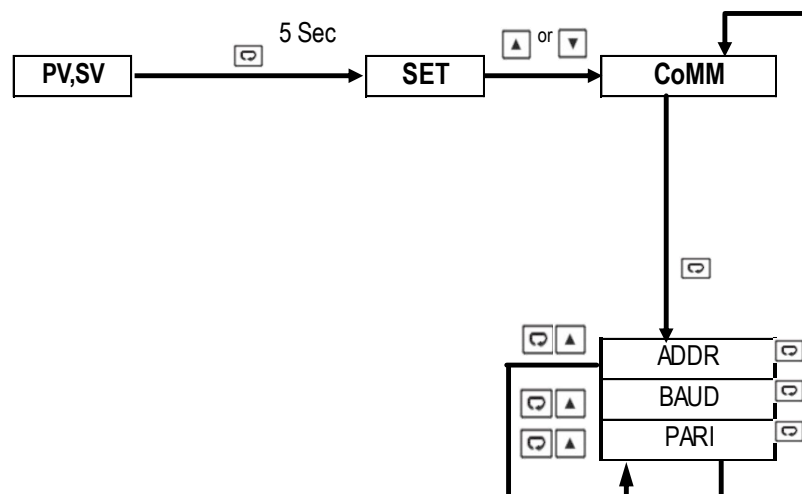 5 Sec
or
PV,SV
SET
CoMM
ADDR
BAUD
PARI